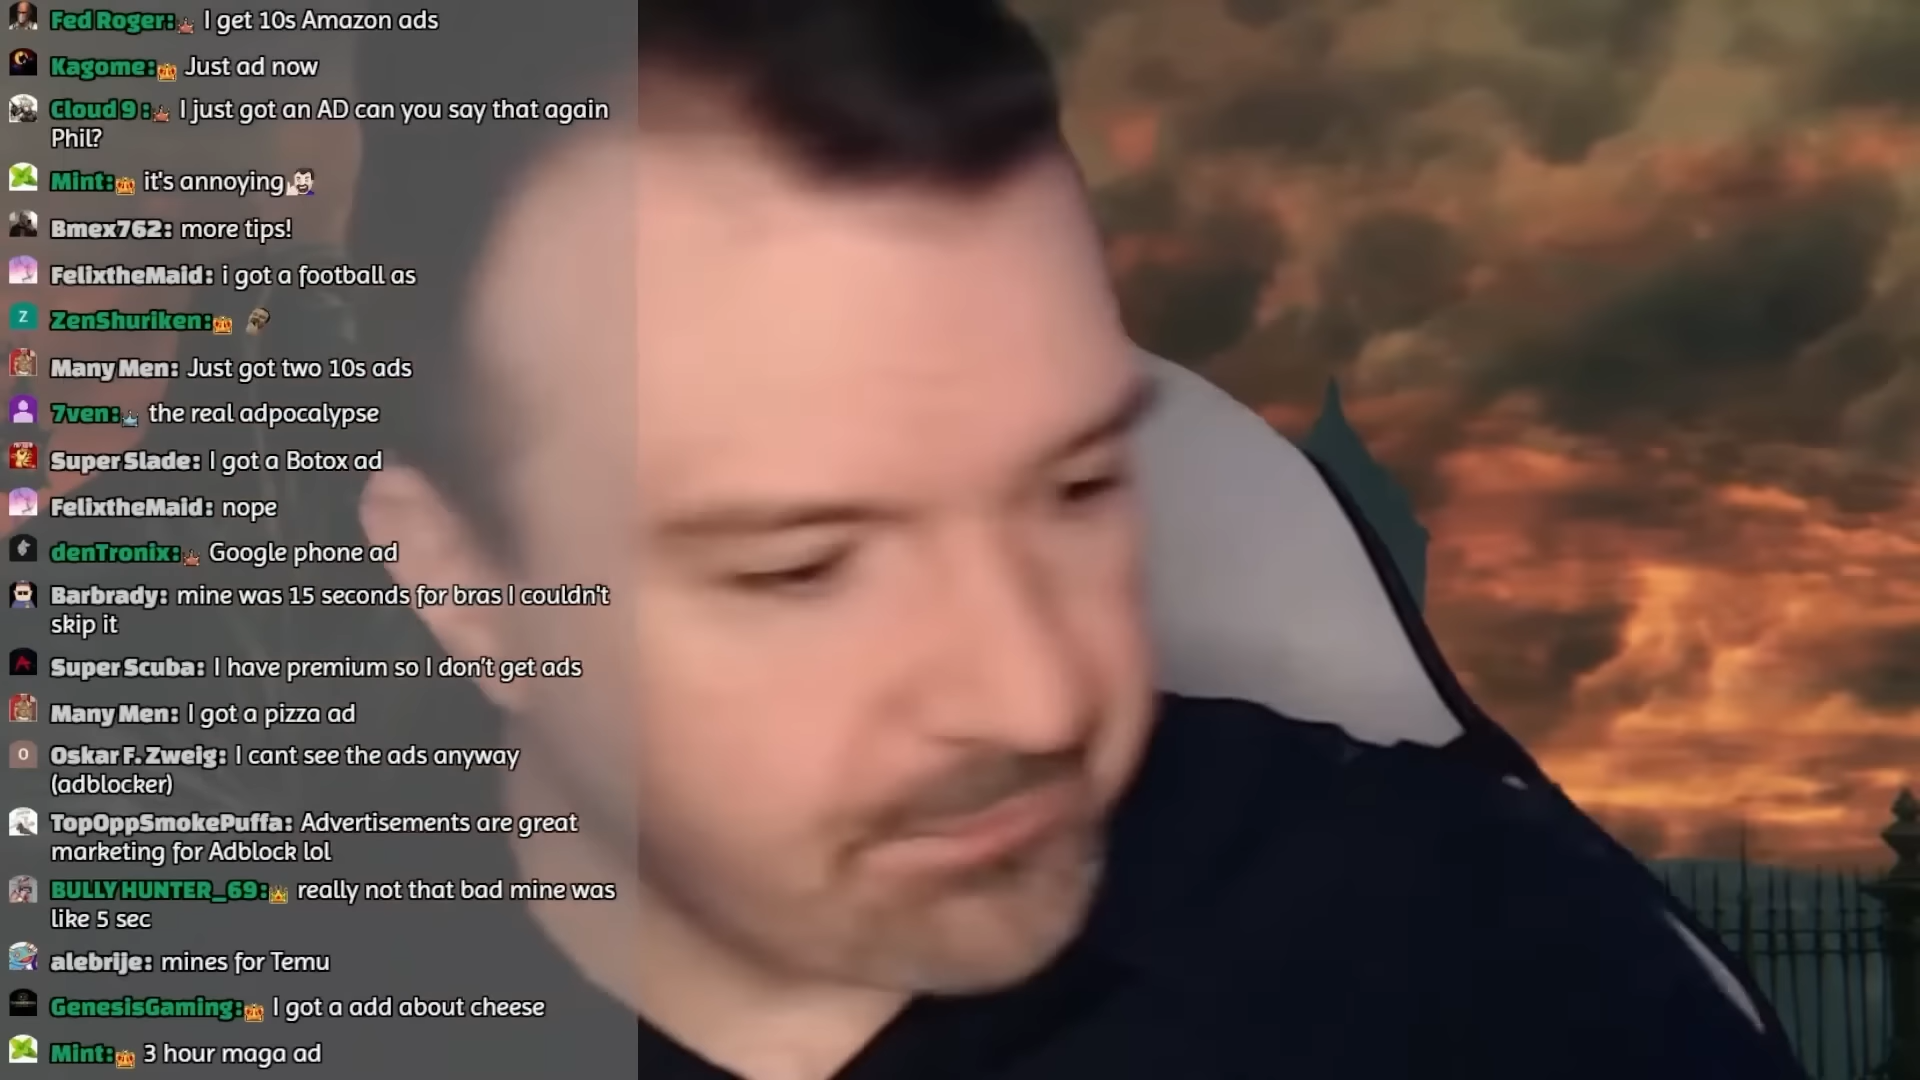 Fed Roger: I get 10s Amazon ads
Kagome: Just ad now
Cloud 9: I just got an AD can you say that again
Phil?
Mint: it's annoying
Bmex762: more tips!
FelixtheMaid: i got a football as
Z
ZenShuriken:
Many Men: Just got two 10s ads
7ven: the real adpocalypse
Super Slade: I got a Botox ad
FelixtheMaid: nope
denTronix: Google phone ad
Barbrady: mine was 15 seconds for bras I couldn't
skip it
Super Scuba: I have premium so I don't get ads
Many Men: I got a pizza ad
O
Oskar F. Zweig: I cant see the ads anyway
(adblocker)
TopOppSmokePuffa: Advertisements are great
marketing for Adblock lol
BULLY HUNTER_69: really not that bad mine was
like 5 sec
alebrije: mines for Temu
GenesisGaming: I got a add about cheese
Mint: 3 hour maga ad